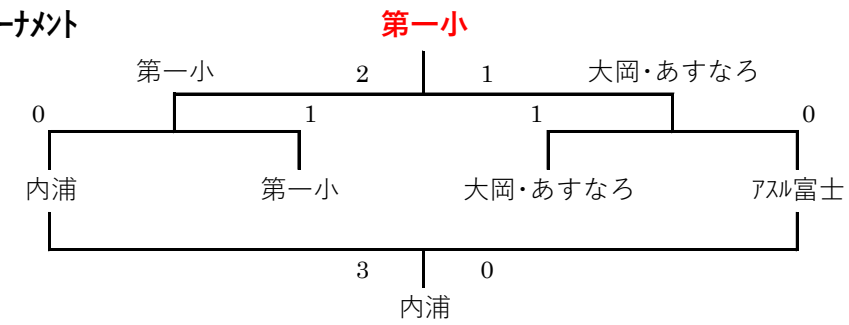 ーナメント
第一小
第一小 2 1 大岡・あすなろ
0 1 1 0
内浦 第一小 大岡・あすなろ ｱｽﾙ富士
3 0
内浦